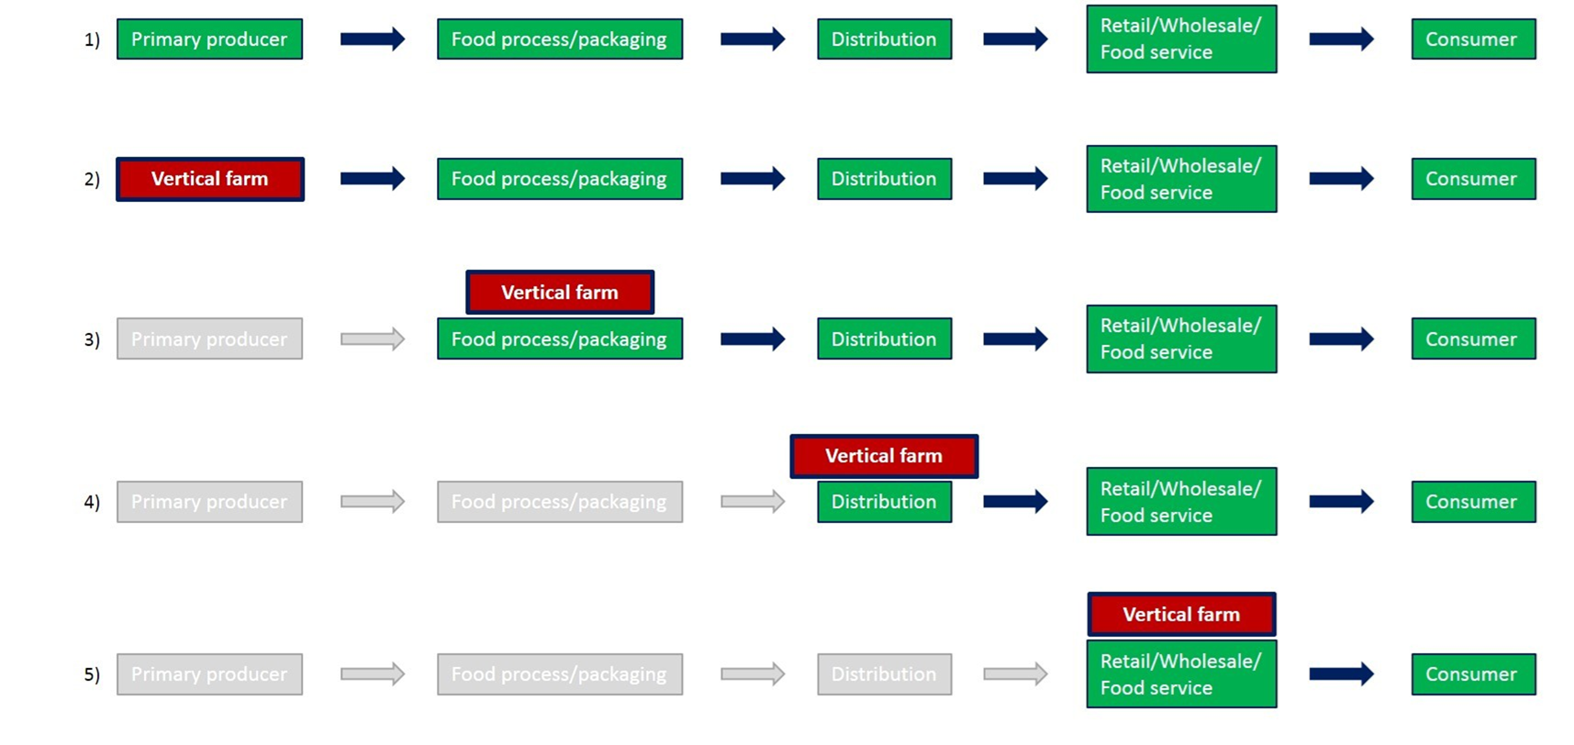 1) Primary producer Food process/packaging Distribution Retail/Wholesale/
Food service Consumer
2) Vertical farm Food process/packaging Distribution Retail/Wholesale/
Food service Consumer
Vertical farm
3) Primary producer Food process/packaging Distribution Retail/Wholesale/
Food service Consumer
Vertical farm
4) Primary producer Food process/packaging Distribution Retail/Wholesale/
Food service Consumer
Vertical farm
5) Primary producer Food process/packaging Distribution Retail/Wholesale/
Food service Consumer